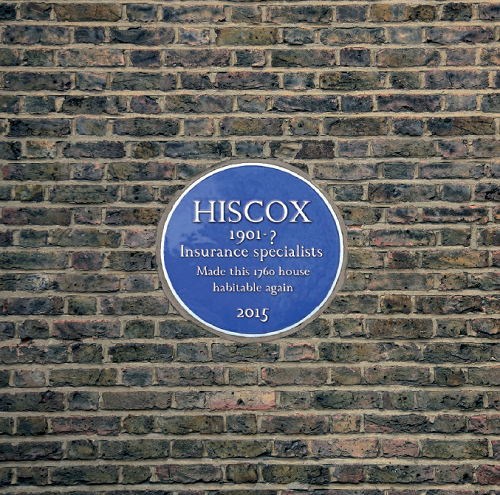 HISCOX
1901-?
Insurance specialists
Made this 1760 house
habitable again
2015